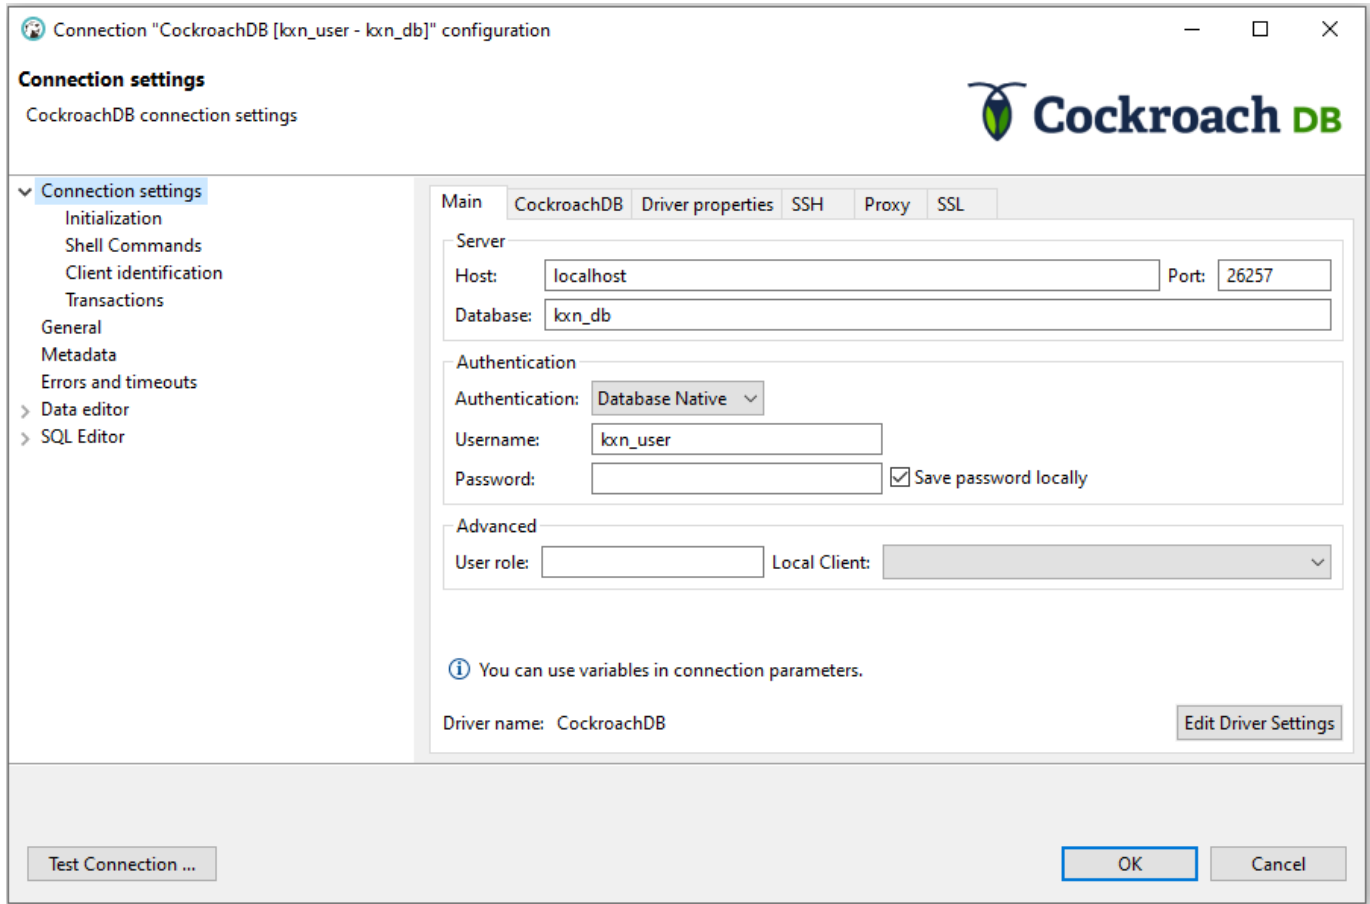 Connection "CockroachDB [kxn_user - kxn_db]" configuration
Connection settings
CockroachDB connection settings
Cockroach DB
Connection settings
Initialization
Shell Commands
Client identification
Transactions
General
Metadata
Errors and timeouts
Data editor
SQL Editor
Main CockroachDB Driver properties SSH Proxy SSL
Server
Host: localhost Port: 26257
Database: kxn_db
Authentication
Authentication: Database Native
Username: kxn_user
Password: Save password locally
Advanced
User role: Local Client:
You can use variables in connection parameters.
Driver name: CockroachDB Edit Driver Settings
Test Connection ... OK Cancel